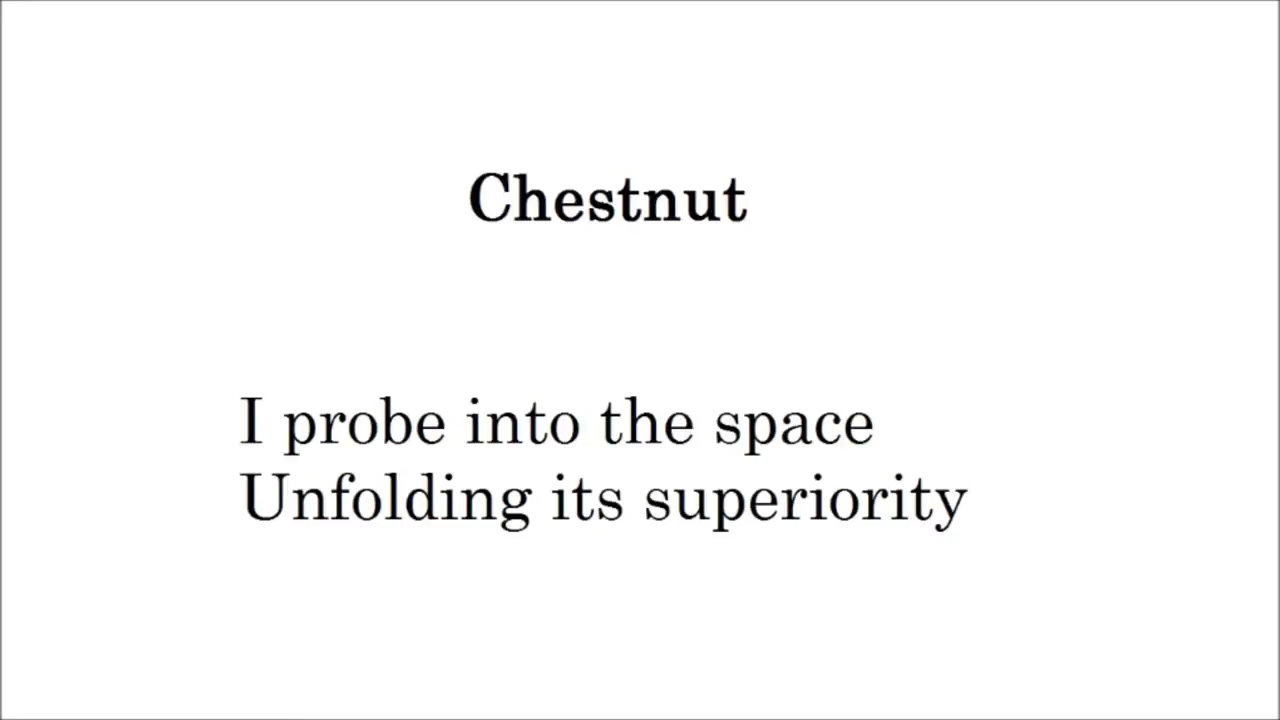 Chestnut
I probe into the space
Unfolding its superiority